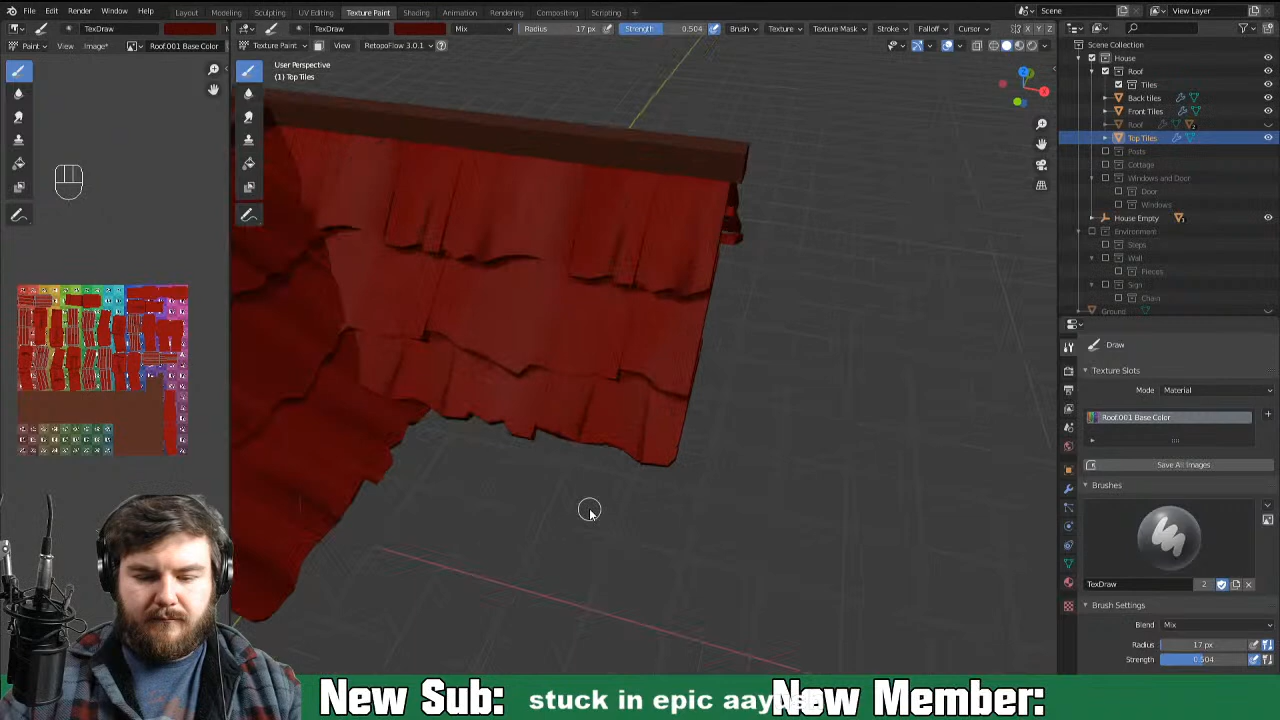 File Edit Render Window Help Layout Modeling Sculpting UV Editing Texture Paint Shading Animation Rendering Compositing Scripting
Scene View Layer
TexDraw TexDraw Mix Radius 17 px Strength 0.504 Brush Texture Texture Mask Stroke Falloff Cursor
Paint View Image* Roof.001 Base Color Texture Paint View RetopoFlow 3.0.1
User Perspective
(1) Top Tiles
Scene Collection
House
Roof
Tiles
Back tiles
Front Tiles
Roof
Top Tiles
Posts
Cottage
Windows and Door
Door
Windows
House Empty
Environment
Steps
Wall
Pieces
Sign
Chain
Ground
Draw
Texture Slots
Mode Material
Roof.001 Base Color
Save All Images
Brushes
TexDraw 2
Brush Settings
Blend Mix
Radius 17 px
Strength 0.504
New Sub: stuck in epic New Member: